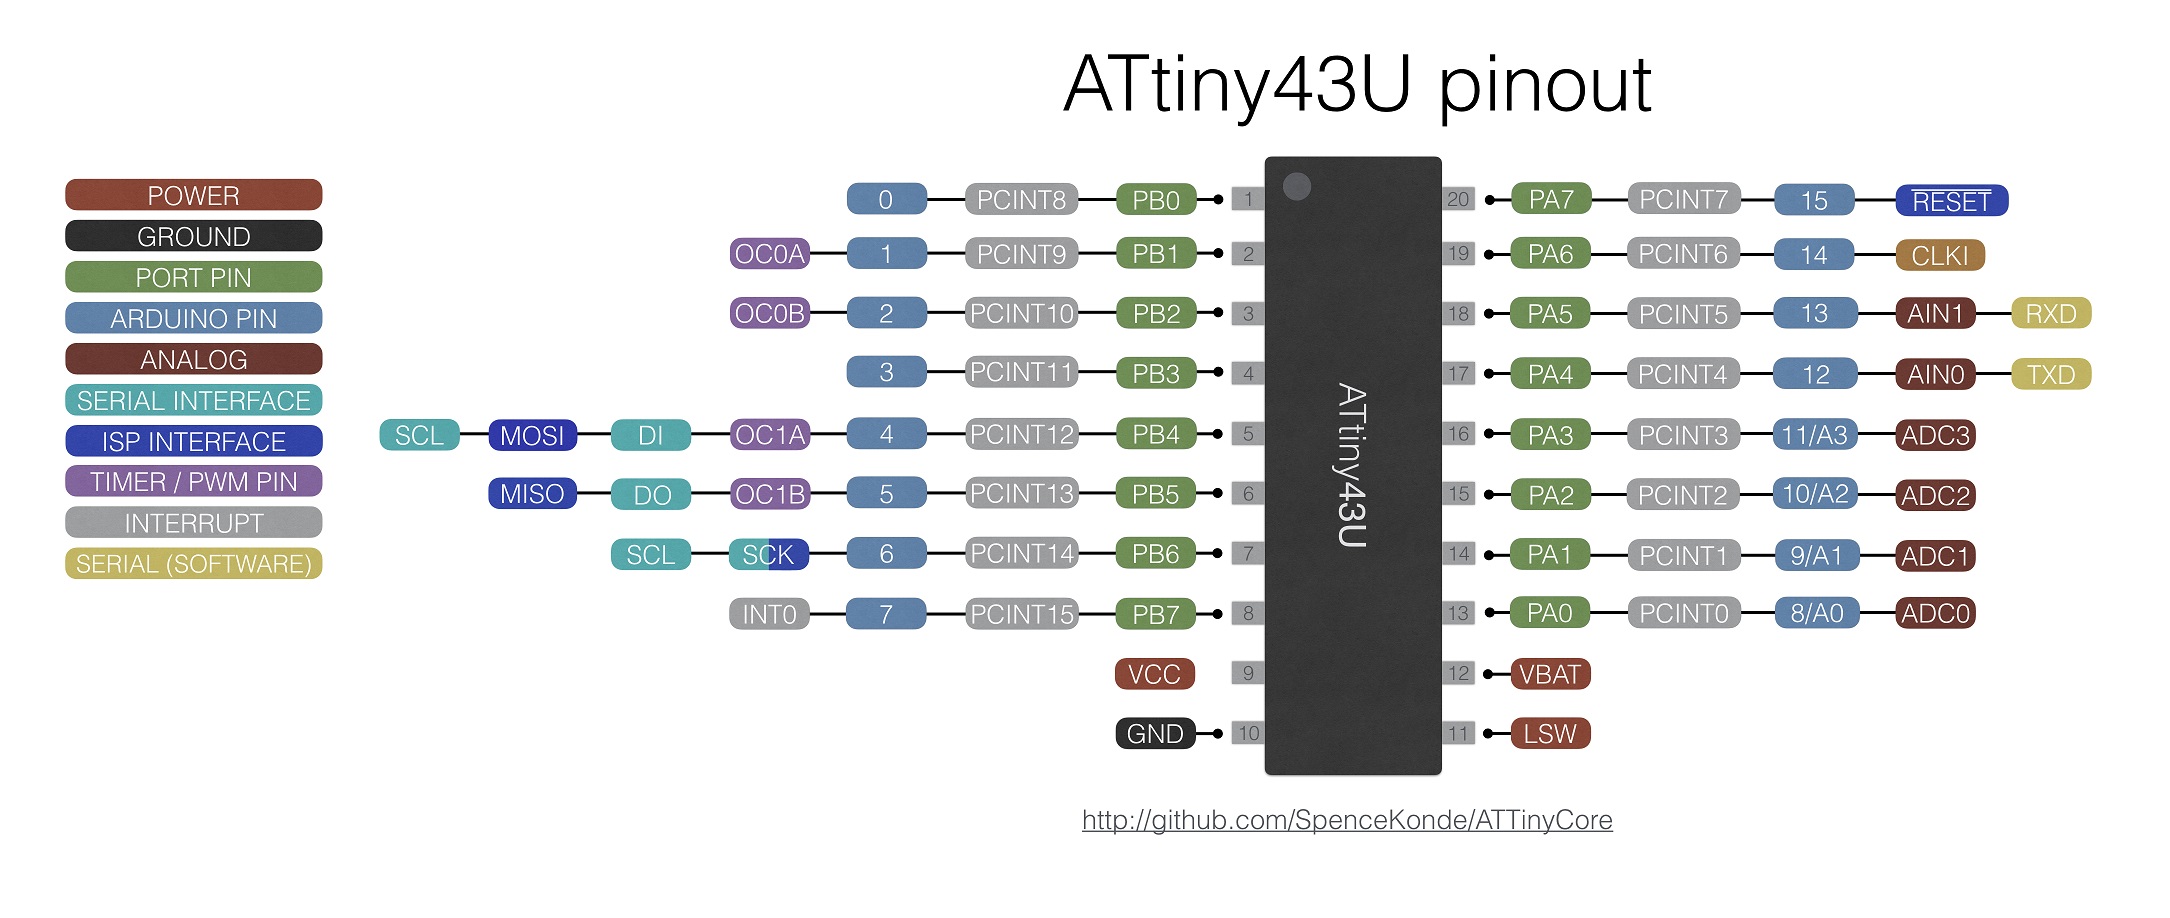 ATtiny43U pinout
POWER
GROUND
PORT PIN
ARDUINO PIN
ANALOG
SERIAL INTERFACE
ISP INTERFACE
TIMER / PWM PIN
INTERRUPT
SERIAL (SOFTWARE)
0 PCINT8 PB0 1
OC0A 1 PCINT9 PB1 2
OC0B 2 PCINT10 PB2 3
3 PCINT11 PB3 4
SCL MOSI DI OC1A 4 PCINT12 PB4 5
MISO DO OC1B 5 PCINT13 PB5 6
SCL SCK 6 PCINT14 PB6 7
INT0 7 PCINT15 PB7 8
VCC 9
GND 10
ATtiny43U
20 PA7 PCINT7 15 RESET
19 PA6 PCINT6 14 CLKI
18 PA5 PCINT5 13 AIN1 RXD
17 PA4 PCINT4 12 AIN0 TXD
16 PA3 PCINT3 11/A3 ADC3
15 PA2 PCINT2 10/A2 ADC2
14 PA1 PCINT1 9/A1 ADC1
13 PA0 PCINT0 8/A0 ADC0
12 VBAT
11 LSW
http://github.com/SpenceKonde/ATTinyCore